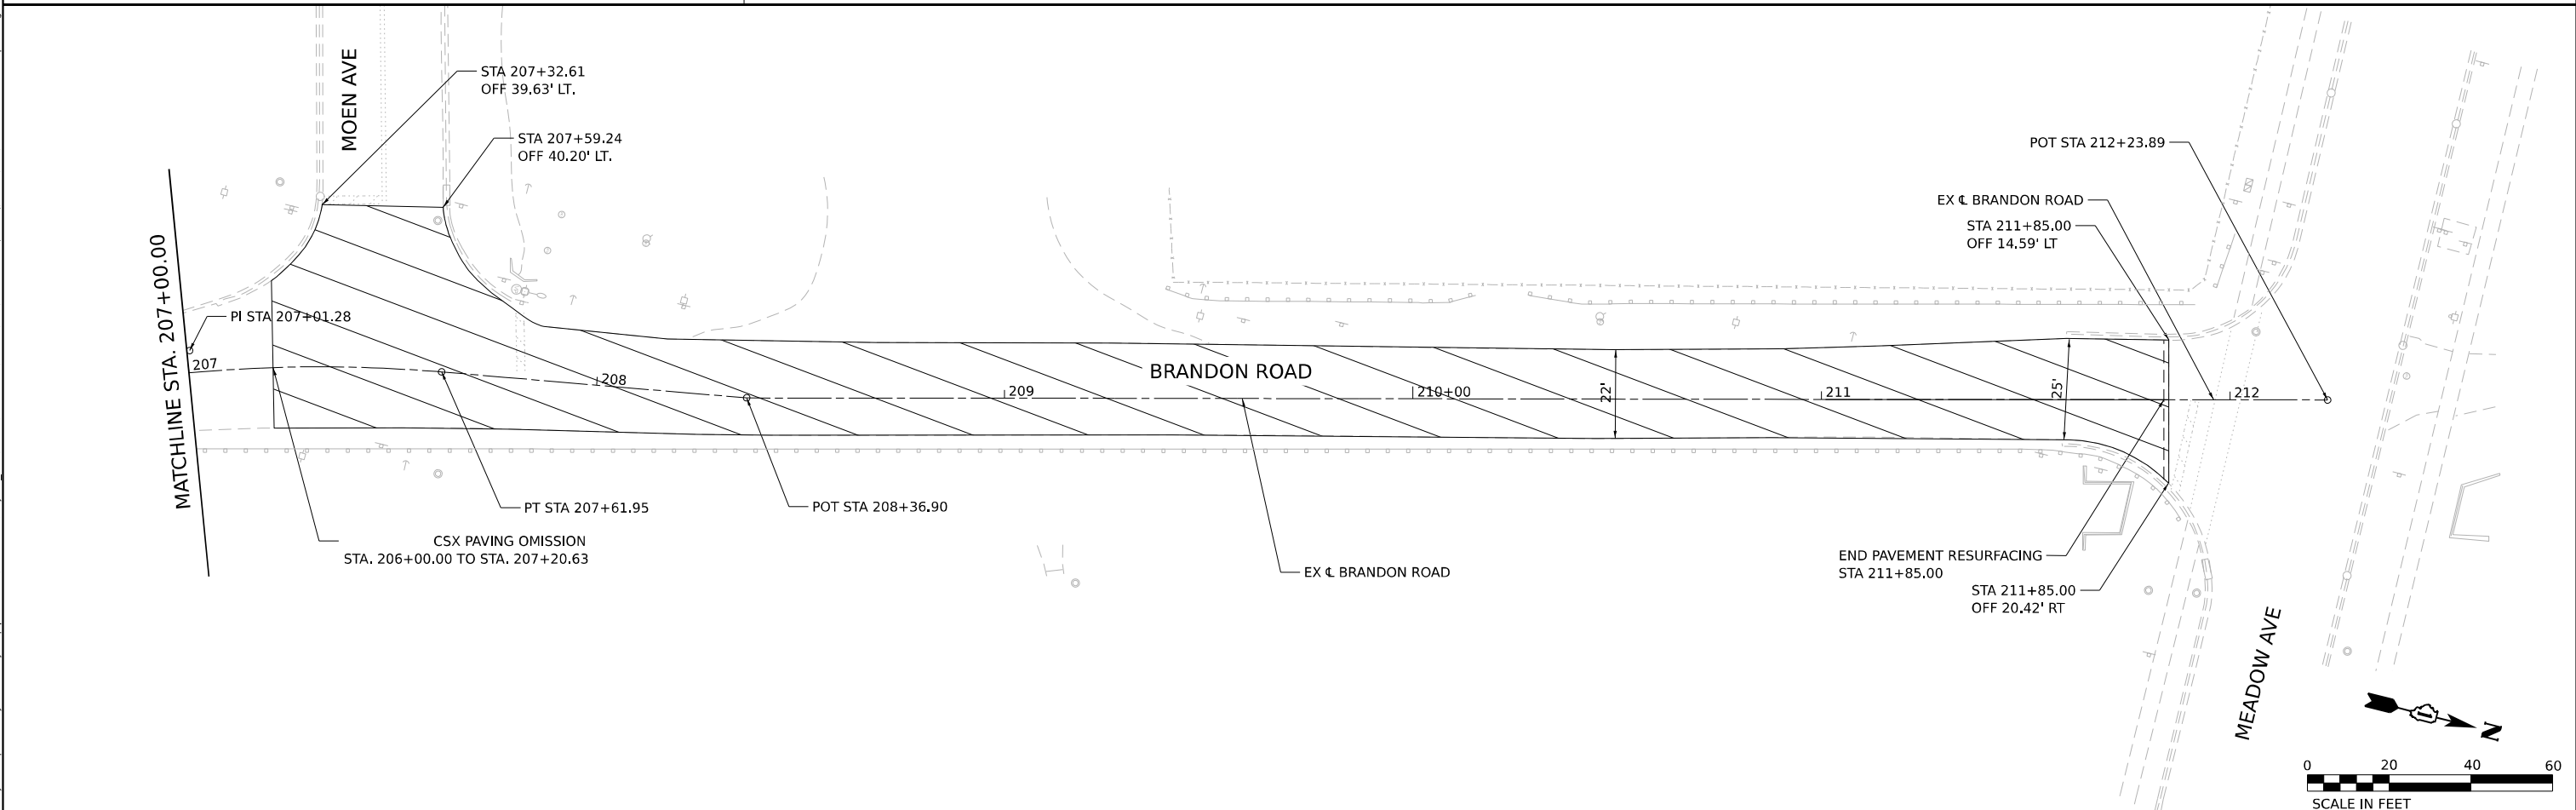 MOEN AVE
STA 207+32.61
OFF 39.63' LT.
STA 207+59.24
OFF 40.20' LT.
POT STA 212+23.89
EX ℄ BRANDON ROAD
STA 211+85.00
OFF 14.59' LT
MATCHLINE STA. 207+00.00
PI STA 207+01.28
207
208
BRANDON ROAD
209
210+00
22'
211
25'
212
PT STA 207+61.95
POT STA 208+36.90
CSX PAVING OMISSION
STA. 206+00.00 TO STA. 207+20.63
EX ℄ BRANDON ROAD
END PAVEMENT RESURFACING
STA 211+85.00
STA 211+85.00
OFF 20.42' RT
MEADOW AVE
N
0 20 40 60
SCALE IN FEET